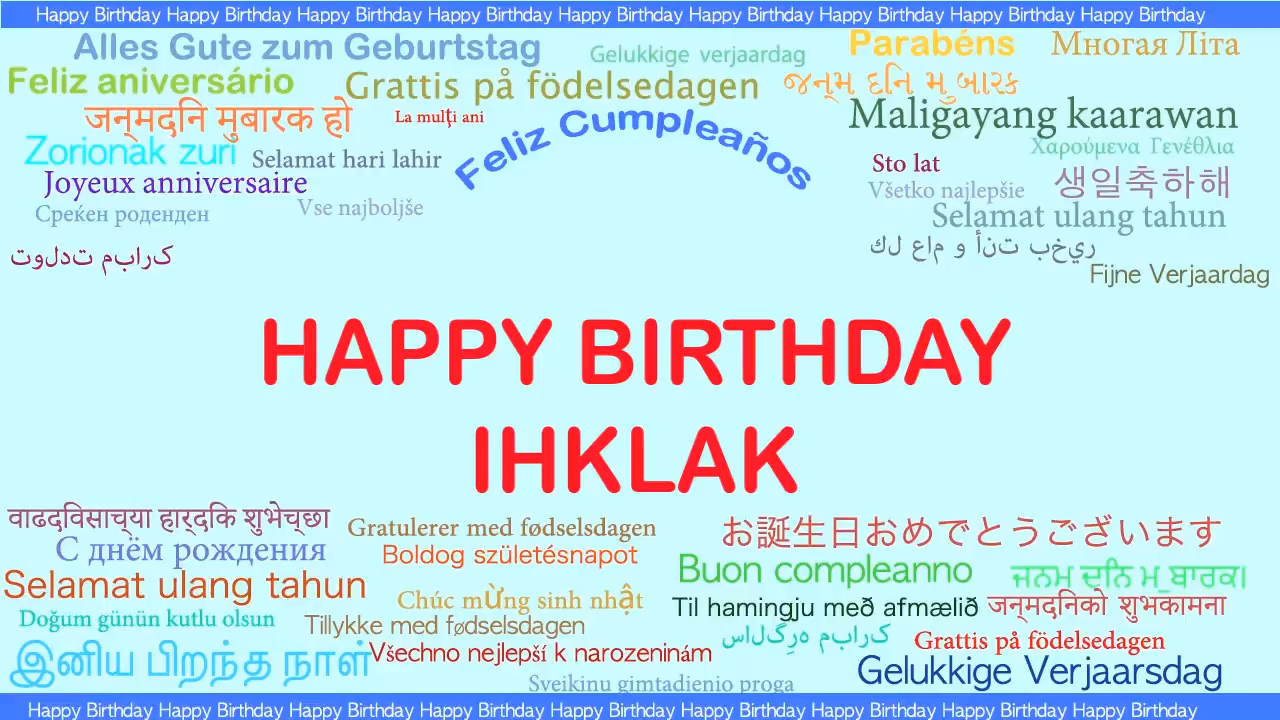 Happy Birthday Happy Birthday Happy Birthday Happy Birthday Happy Birthday Happy Birthday Happy Birthday Happy Birthday Happy Birthday
Alles Gute zum Geburtstag
Gelukkige verjaardag
Parabéns
Многая Літа
Feliz aniversário
Grattis på födelsedagen
જન્મ દનિ મુબારક
जन्मदनि मुबारक हो
La mulţi ani
Feliz Cumpleaños
Maligayang kaarawan
Zorionak zuri
Selamat hari lahir
Χαρούμενα Γενέθλια
Sto lat
Joyeux anniversaire
Všetko najlepšie
생일축하해
Среќен роденден
Vse najboljše
Selamat ulang tahun
تولدت مبارک
كل عام و أنت بخير
Fijne Verjaardag
HAPPY BIRTHDAY
IHKLAK
वाढदविसाच्या हार्दकि शुभेच्छा
Gratulerer med fødselsdagen
お誕生日おめでとうございます
С днём рождения
Boldog születésnapot
Buon compleanno
Selamat ulang tahun
ਜਨਮ ਦਨਿ ਮੁਬਾਰਕ।
Chúc mừng sinh nhật
Til hamingju með afmælið
जन्मदनिको शुभकामना
Doğum günün kutlu olsun
Tillykke med fødselsdagen
سالگرہ مبارک
Grattis på födelsedagen
இனிய பிறந்த நாள்
Všechno nejlepší k narozeninám
Gelukkige Verjaarsdag
Sveikinu gimtadienio proga
Happy Birthday Happy Birthday Happy Birthday Happy Birthday Happy Birthday Happy Birthday Happy Birthday Happy Birthday Happy Birthday